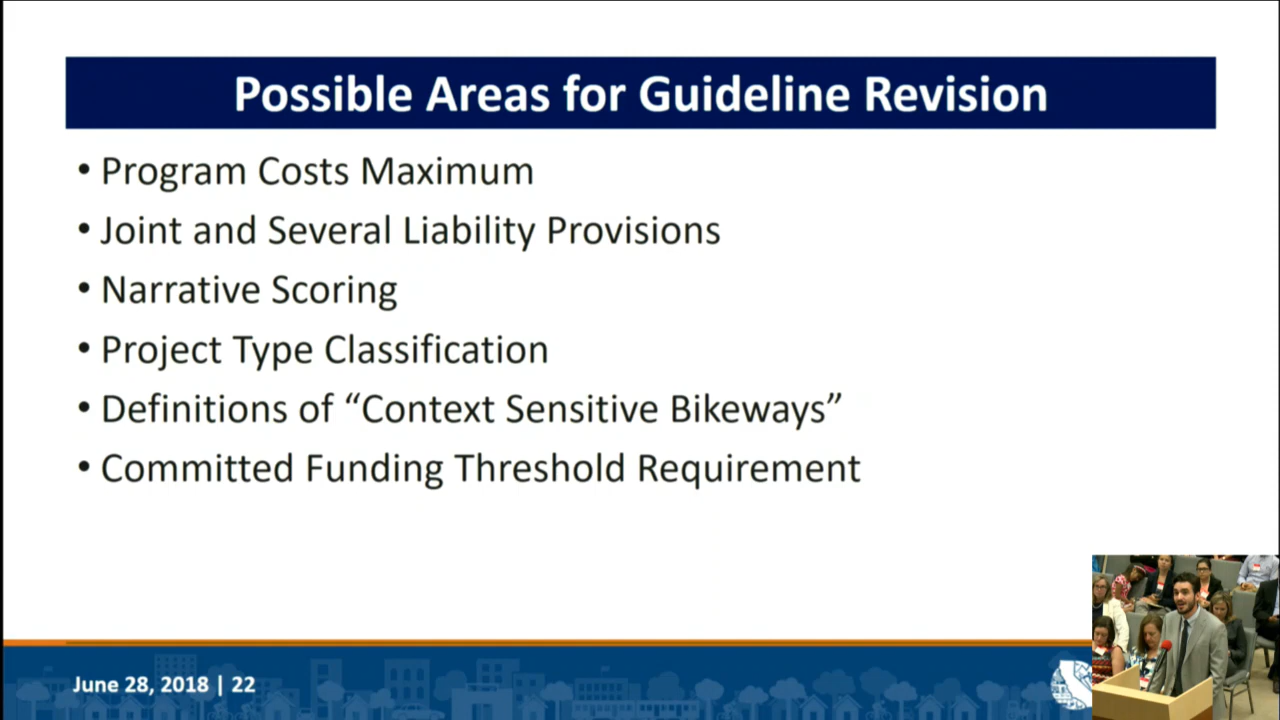 Possible Areas for Guideline Revision
• Program Costs Maximum
• Joint and Several Liability Provisions
• Narrative Scoring
• Project Type Classification
• Definitions of “Context Sensitive Bikeways”
• Committed Funding Threshold Requirement
June 28, 2018 | 22